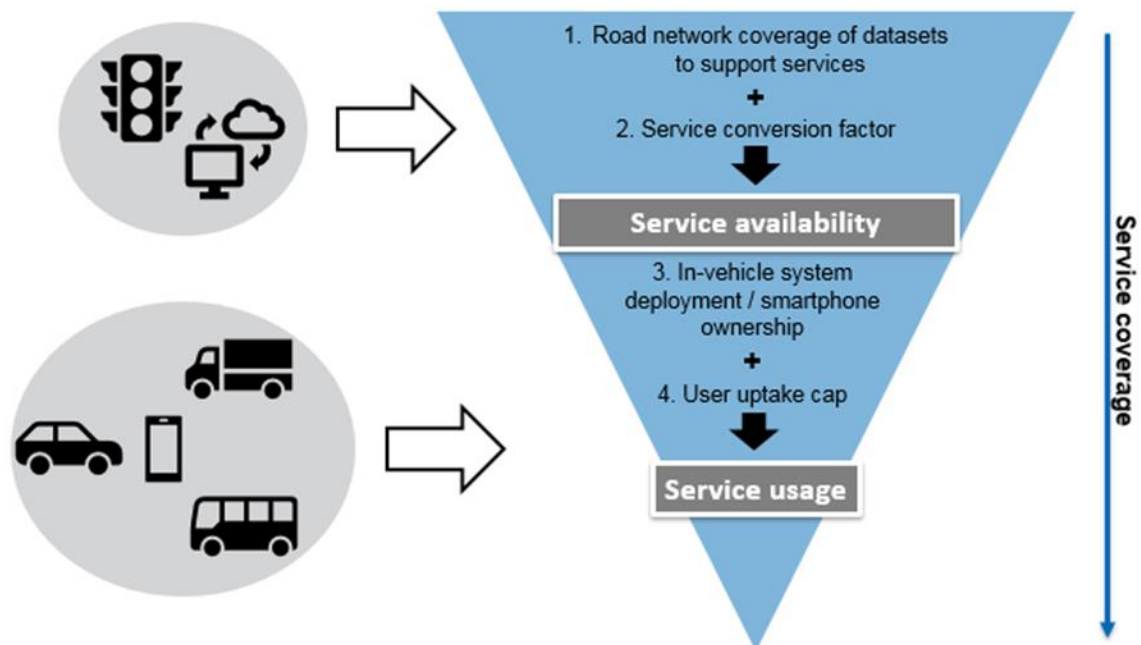 1. Road network coverage of datasets
to support services
+
2. Service conversion factor
Service availability
3. In-vehicle system
deployment / smartphone
ownership
+
4. User uptake cap
Service usage
Service coverage